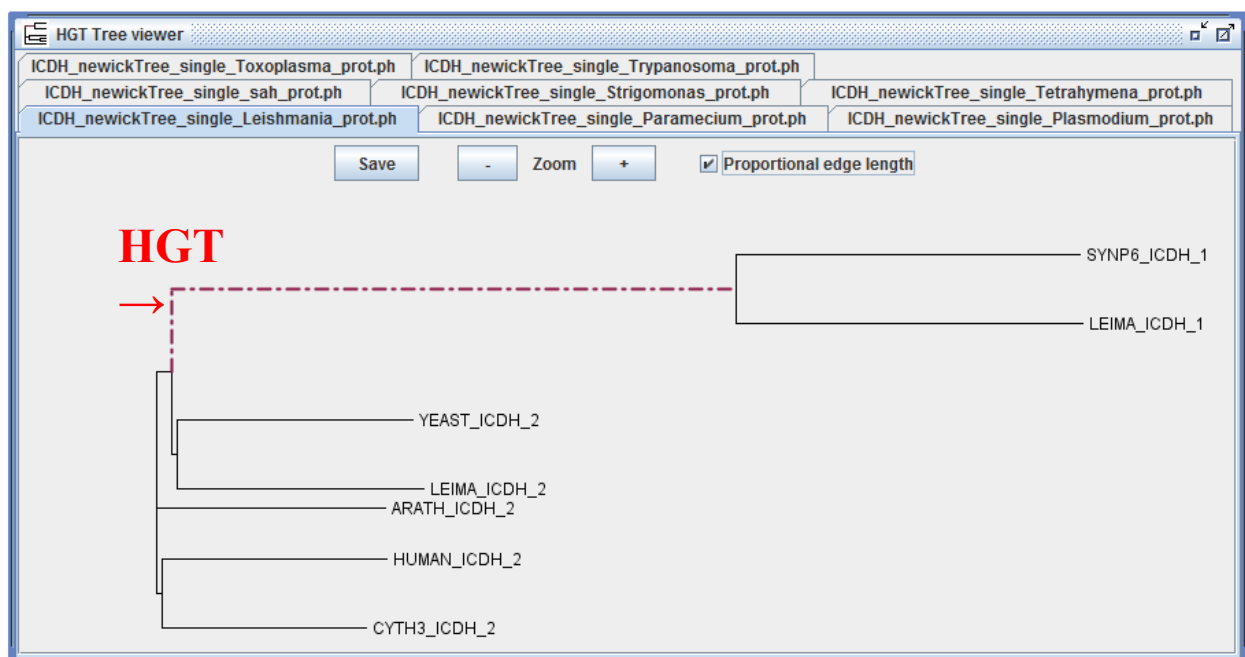 HGT Tree viewer
ICDH_newickTree_single_Toxoplasma_prot.ph ICDH_newickTree_single_Trypanosoma_prot.ph
ICDH_newickTree_single_sah_prot.ph ICDH_newickTree_single_Strigomonas_prot.ph ICDH_newickTree_single_Tetrahymena_prot.ph
ICDH_newickTree_single_Leishmania_prot.ph ICDH_newickTree_single_Paramecium_prot.ph ICDH_newickTree_single_Plasmodium_prot.ph
Save - Zoom + Proportional edge length
HGT
→
SYNP6_ICDH_1
LEIMA_ICDH_1
YEAST_ICDH_2
LEIMA_ICDH_2
ARATH_ICDH_2
HUMAN_ICDH_2
CYTH3_ICDH_2